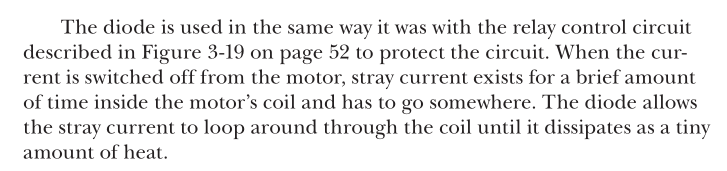 The diode is used in the same way it was with the relay control circuit
described in Figure 3-19 on page 52 to protect the circuit. When the cur-
rent is switched off from the motor, stray current exists for a brief amount
of time inside the motor's coil and has to go somewhere. The diode allows
the stray current to loop around through the coil until it dissipates as a tiny
amount of heat.